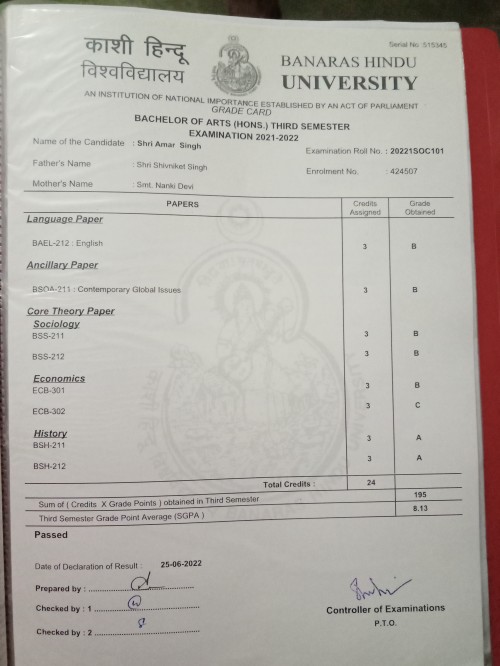 Serial No. 515345
काशी हिन्दू
विश्वविद्यालय
BANARAS HINDU
UNIVERSITY
AN INSTITUTION OF NATIONAL IMPORTANCE ESTABLISHED BY AN ACT OF PARLIAMENT
GRADE CARD
BACHELOR OF ARTS (HONS.) THIRD SEMESTER
EXAMINATION 2021-2022
Name of the Candidate : Shri Amar Singh
Examination Roll No. : 20221SOC101
Father's Name : Shri Shivniket Singh
Enrolment No. : 424507
Mother's Name : Smt. Nanki Devi
PAPERS Credits Assigned Grade Obtained
Language Paper
BAEL-212 : English 3 B
Ancillary Paper
BSOA-211 : Contemporary Global Issues 3 B
Core Theory Paper
Sociology
BSS-211 3 B
BSS-212 3 B
Economics
ECB-301 3 B
ECB-302 3 C
History
BSH-211 3 A
BSH-212 3 A
Total Credits : 24
Sum of ( Credits X Grade Points ) obtained in Third Semester 195
Third Semester Grade Point Average (SGPA ) 8.13
Passed
Date of Declaration of Result : 25-06-2022
Prepared by :
Checked by : 1
Checked by : 2
Controller of Examinations
P.T.O.